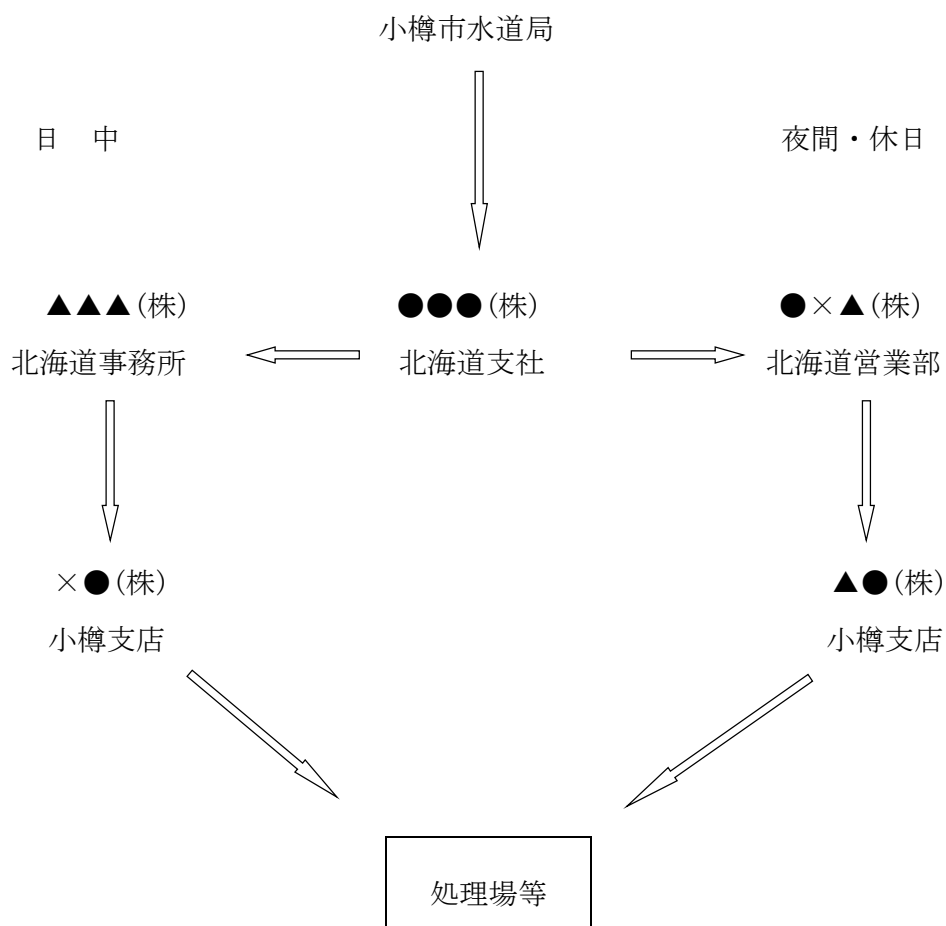 小樽市水道局
日　中
夜間・休日
▲▲▲(株)
●●●(株)
●×▲(株)
北海道事務所
北海道支社
北海道営業部
×●(株)
▲●(株)
小樽支店
小樽支店
処理場等